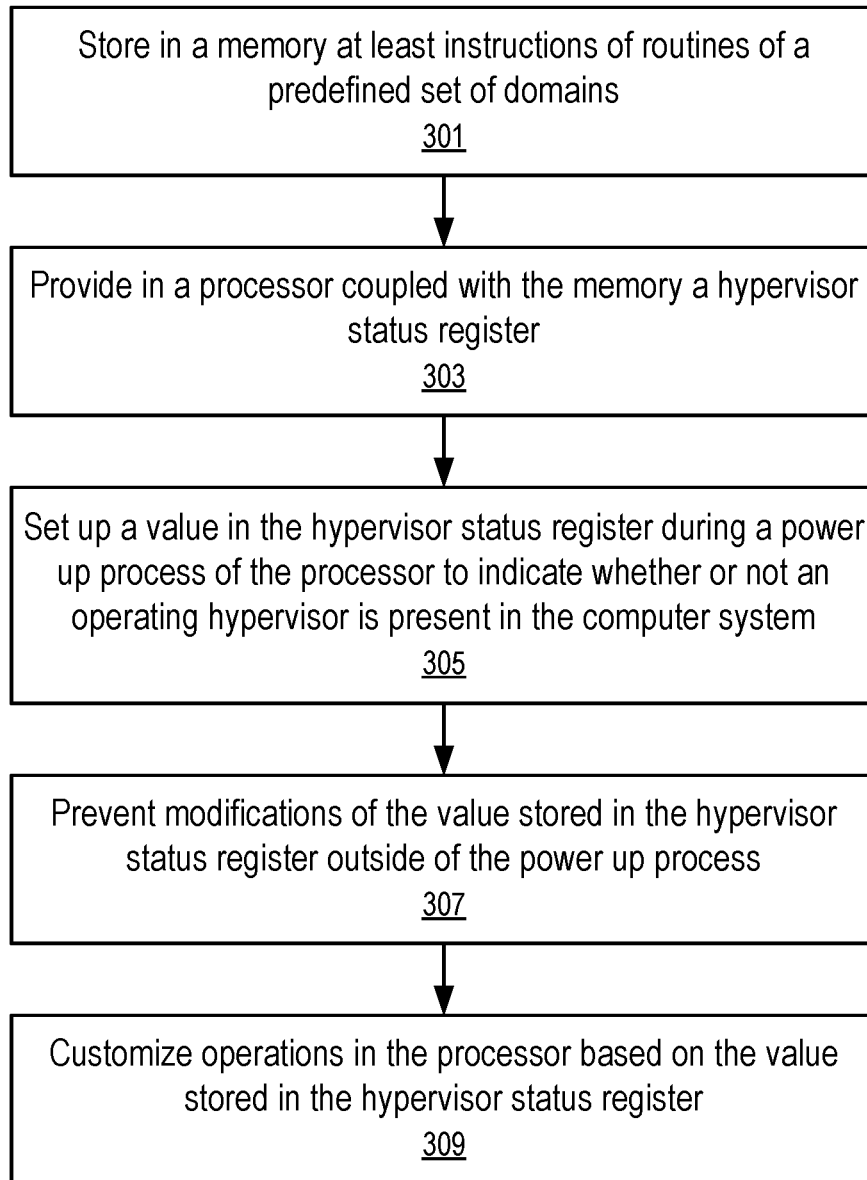 Store in a memory at least instructions of routines of a
predefined set of domains
301
Provide in a processor coupled with the memory a hypervisor
status register
303
Set up a value in the hypervisor status register during a power
up process of the processor to indicate whether or not an
operating hypervisor is present in the computer system
305
Prevent modifications of the value stored in the hypervisor
status register outside of the power up process
307
Customize operations in the processor based on the value
stored in the hypervisor status register
309